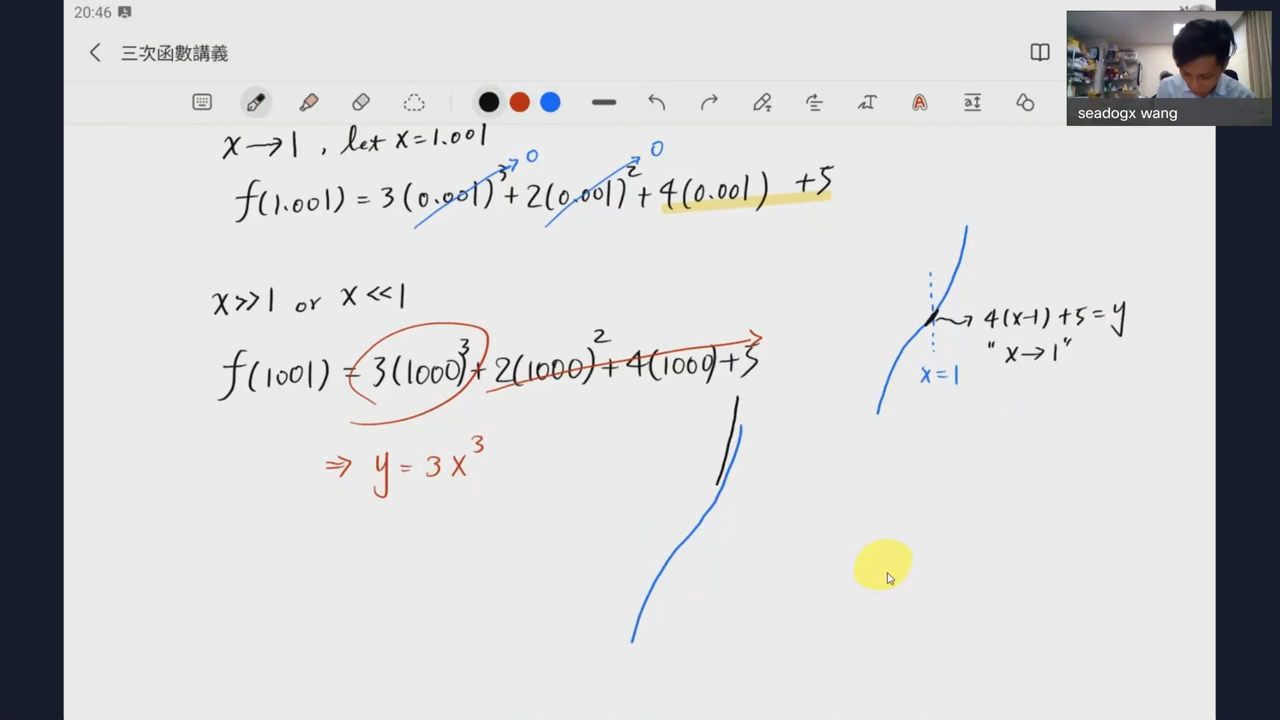 20:46
三次函數講義
seadogx wang
x→1 , let x=1.001
f(1.001) = 3(0.001)³+2(0.001)²+4(0.001) +5
0
0
x>>1 or x<<1
f(1001) = 3(1000)³+2(1000)²+4(1000)+5
⇒ y=3x³
4(x-1)+5=y
"x→1"
x=1